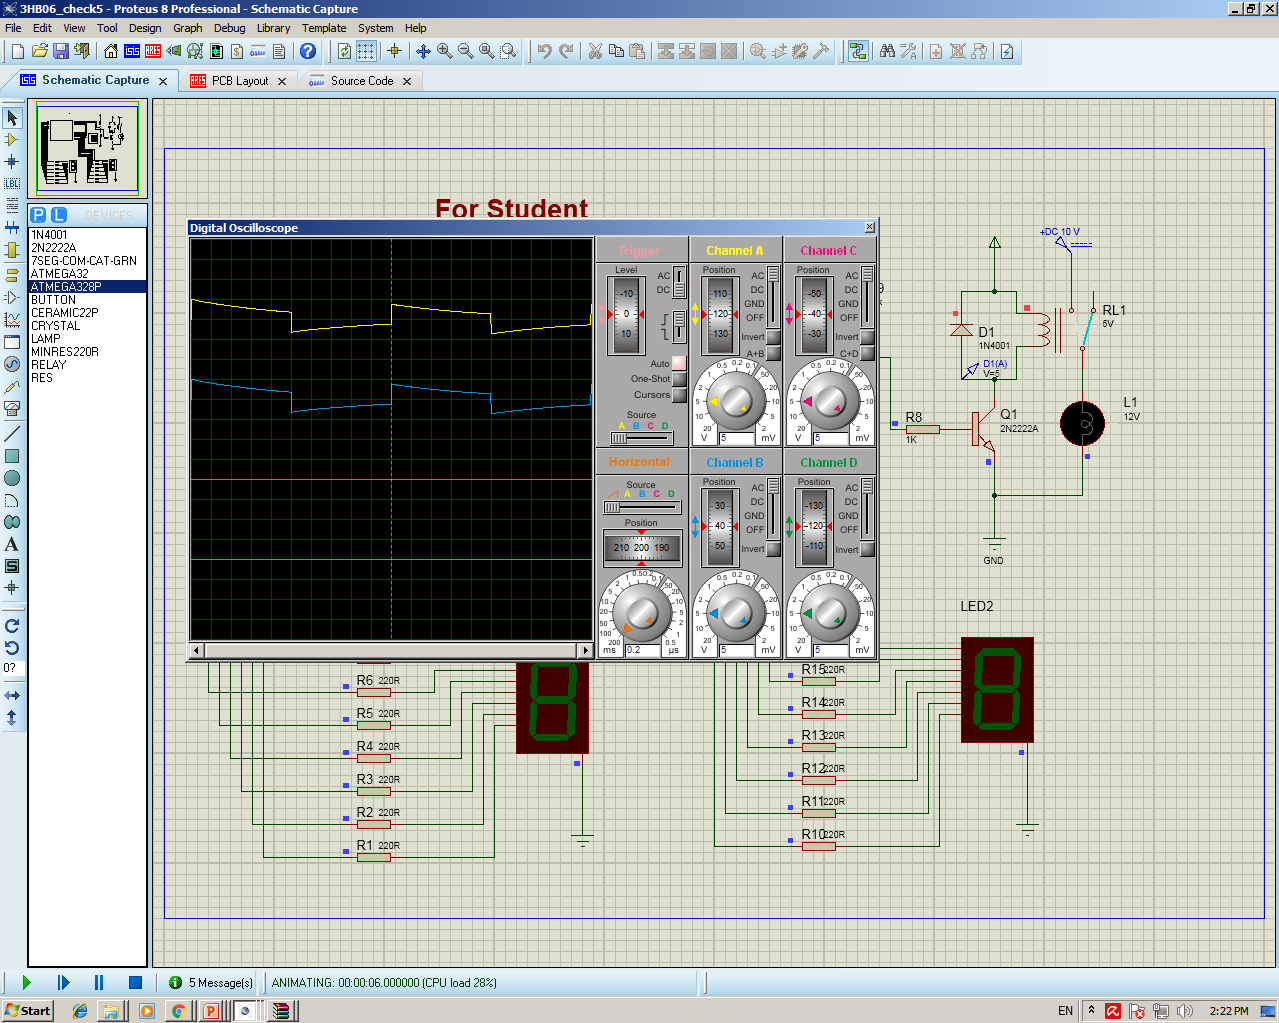 3HB06_check5 - Proteus 8 Professional - Schematic Capture
File Edit View Tool Design Graph Debug Library Template System Help
Schematic Capture PCB Layout Source Code
LBL
P L DEVICES
1N4001
2N2222A
7SEG-COM-CAT-GRN
ATMEGA32
ATMEGA328P
BUTTON
CERAMIC22P
CRYSTAL
LAMP
MINRES220R
RELAY
RES
0?
For Student
Digital Oscilloscope
Trigger
Level
-10
0
10
AC
DC
Auto
One-Shot
Cursors
Source
A B C D
Channel A
Position
110
120
130
AC
DC
GND
OFF
Invert
A+B
V 5 mV
Channel C
Position
-50
-40
-30
AC
DC
GND
OFF
Invert
C+D
V 5 mV
Horizontal
Source
A B C D
Position
210 200 190
ms 0.2 µs
Channel B
Position
30
40
50
AC
DC
GND
OFF
Invert
V 5 mV
Channel D
Position
-130
-120
-110
AC
DC
GND
OFF
Invert
V 5 mV
+DC 10 V
RL1
5V
D1
1N4001
D1(A)
V=5
R8
1K
Q1
2N2222A
L1
12V
GND
LED2
R6 220R
R5 220R
R4 220R
R3 220R
R2 220R
R1 220R
R15 220R
R14 220R
R13 220R
R12 220R
R11 220R
R10 220R
5 Message(s) ANIMATING: 00:00:06.000000 (CPU load 28%)
Start EN 2:22 PM